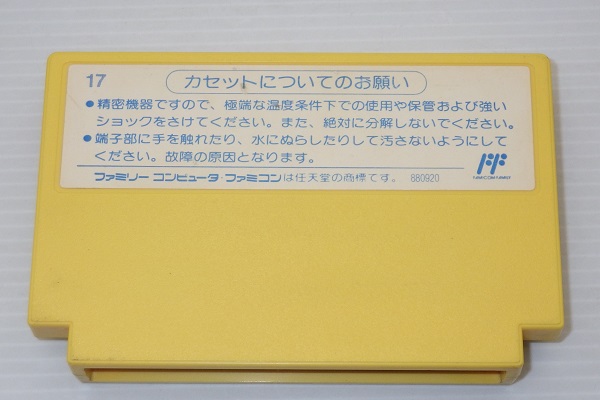 17
カセットについてのお願い
●精密機器ですので、極端な温度条件下での使用や保管および強い
ショックをさけてください。また、絶対に分解しないでください。
●端子部に手を触れたり、水にぬらしたりして汚さないようにして
ください。故障の原因となります。
ファミリー コンピュータ・ファミコンは任天堂の商標です。 880920